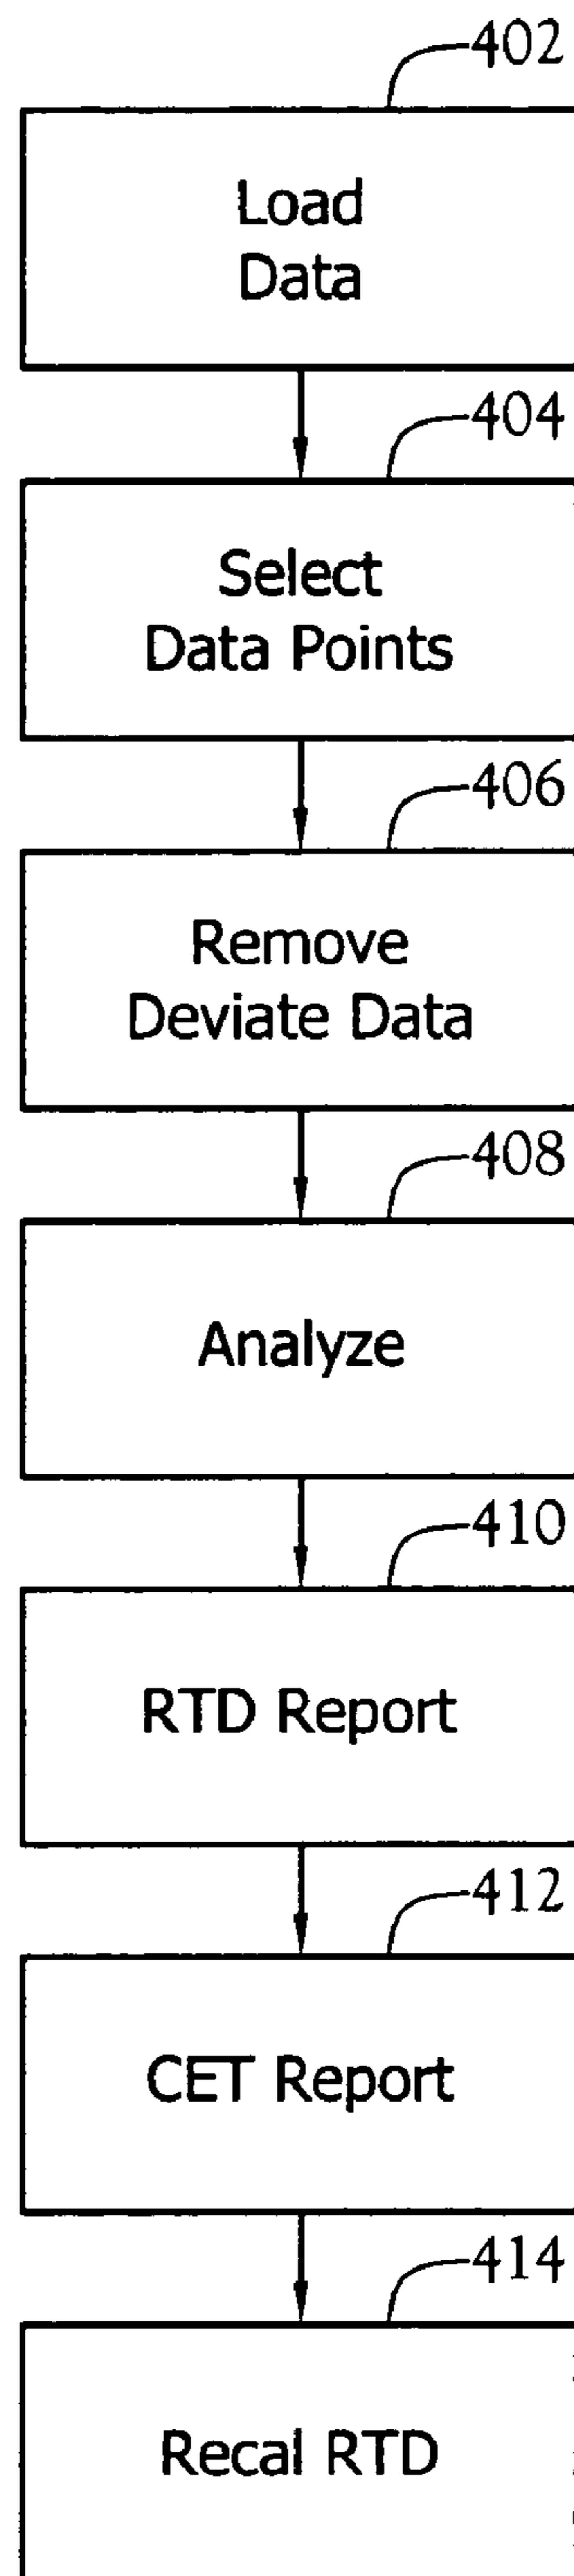 402
Load
Data
404
Select
Data Points
406
Remove
Deviate Data
408
Analyze
410
RTD Report
412
CET Report
414
Recal RTD